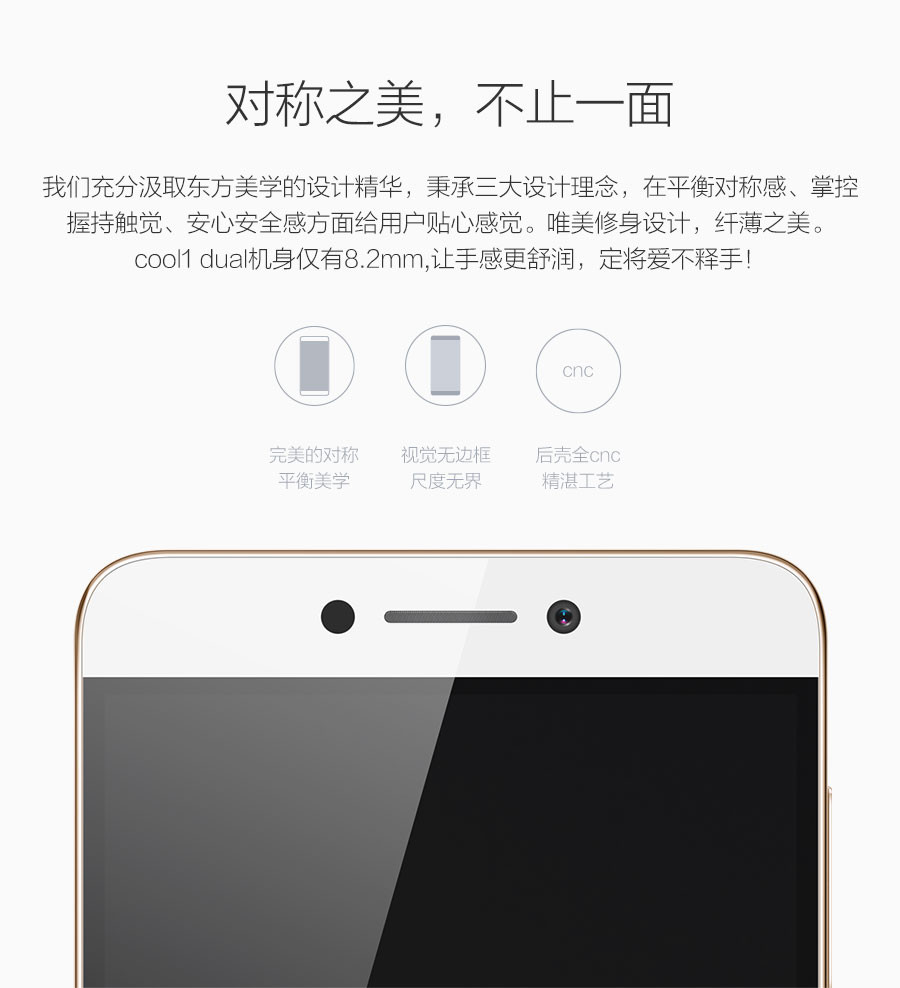 对称之美，不止一面
我们充分汲取东方美学的设计精华，秉承三大设计理念，在平衡对称感、掌控
握持触觉、安心安全感方面给用户贴心感觉。唯美修身设计，纤薄之美。
cool1 dual机身仅有8.2mm,让手感更舒润，定将爱不释手！
cnc
完美的对称
平衡美学
视觉无边框
尺度无界
后壳全cnc
精湛工艺